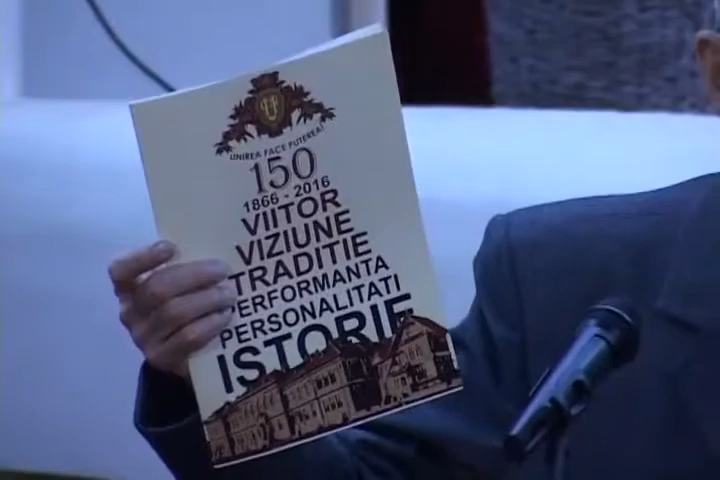 U
UNIREA FACE PUTEREA!
150
1866 - 2016
VIITOR
VIZIUNE
TRADITIE
PERFORMANTA
PERSONALITATI
ISTORIE